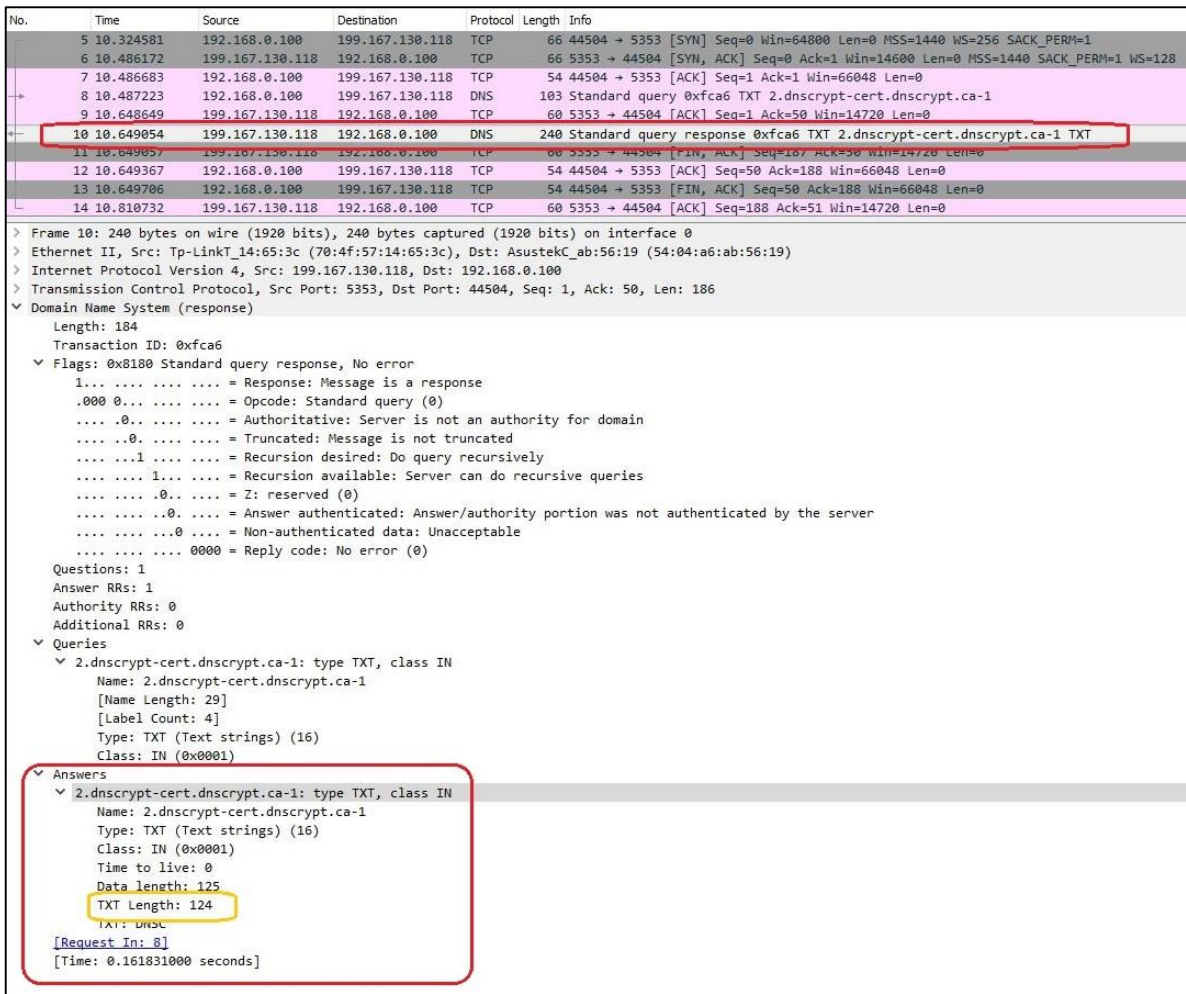 No. Time Source Destination Protocol Length Info
5 10.324581 192.168.0.100 199.167.130.118 TCP 66 44504 → 5353 [SYN] Seq=0 Win=64800 Len=0 MSS=1440 WS=256 SACK_PERM=1
6 10.486172 199.167.130.118 192.168.0.100 TCP 66 5353 → 44504 [SYN, ACK] Seq=0 Ack=1 Win=14600 Len=0 MSS=1440 SACK_PERM=1 WS=128
7 10.486683 192.168.0.100 199.167.130.118 TCP 54 44504 → 5353 [ACK] Seq=1 Ack=1 Win=66048 Len=0
8 10.487223 192.168.0.100 199.167.130.118 DNS 103 Standard query 0xfca6 TXT 2.dnscrypt-cert.dnscrypt.ca-1
9 10.648649 199.167.130.118 192.168.0.100 TCP 60 5353 → 44504 [ACK] Seq=1 Ack=50 Win=14720 Len=0
10 10.649054 199.167.130.118 192.168.0.100 DNS 240 Standard query response 0xfca6 TXT 2.dnscrypt-cert.dnscrypt.ca-1 TXT
11 10.649057 199.167.130.118 192.168.0.100 TCP 60 5353 → 44504 [FIN, ACK] Seq=187 Ack=50 Win=14720 Len=0
12 10.649367 192.168.0.100 199.167.130.118 TCP 54 44504 → 5353 [ACK] Seq=50 Ack=188 Win=66048 Len=0
13 10.649706 192.168.0.100 199.167.130.118 TCP 54 44504 → 5353 [FIN, ACK] Seq=50 Ack=188 Win=66048 Len=0
14 10.810732 199.167.130.118 192.168.0.100 TCP 60 5353 → 44504 [ACK] Seq=188 Ack=51 Win=14720 Len=0
Frame 10: 240 bytes on wire (1920 bits), 240 bytes captured (1920 bits) on interface 0
Ethernet II, Src: Tp-LinkT_14:65:3c (70:4f:57:14:65:3c), Dst: AsustekC_ab:56:19 (54:04:a6:ab:56:19)
Internet Protocol Version 4, Src: 199.167.130.118, Dst: 192.168.0.100
Transmission Control Protocol, Src Port: 5353, Dst Port: 44504, Seq: 1, Ack: 50, Len: 186
Domain Name System (response)
Length: 184
Transaction ID: 0xfca6
Flags: 0x8180 Standard query response, No error
1... .... .... .... = Response: Message is a response
.000 0... .... .... = Opcode: Standard query (0)
.... .0.. .... .... = Authoritative: Server is not an authority for domain
.... ..0. .... .... = Truncated: Message is not truncated
.... ...1 .... .... = Recursion desired: Do query recursively
.... .... 1... .... = Recursion available: Server can do recursive queries
.... .... .0.. .... = Z: reserved (0)
.... .... ..0. .... = Answer authenticated: Answer/authority portion was not authenticated by the server
.... .... ...0 .... = Non-authenticated data: Unacceptable
.... .... .... 0000 = Reply code: No error (0)
Questions: 1
Answer RRs: 1
Authority RRs: 0
Additional RRs: 0
Queries
2.dnscrypt-cert.dnscrypt.ca-1: type TXT, class IN
Name: 2.dnscrypt-cert.dnscrypt.ca-1
[Name Length: 29]
[Label Count: 4]
Type: TXT (Text strings) (16)
Class: IN (0x0001)
Answers
2.dnscrypt-cert.dnscrypt.ca-1: type TXT, class IN
Name: 2.dnscrypt-cert.dnscrypt.ca-1
Type: TXT (Text strings) (16)
Class: IN (0x0001)
Time to live: 0
Data length: 125
TXT Length: 124
TXT: DNSC
[Request In: 8]
[Time: 0.161831000 seconds]